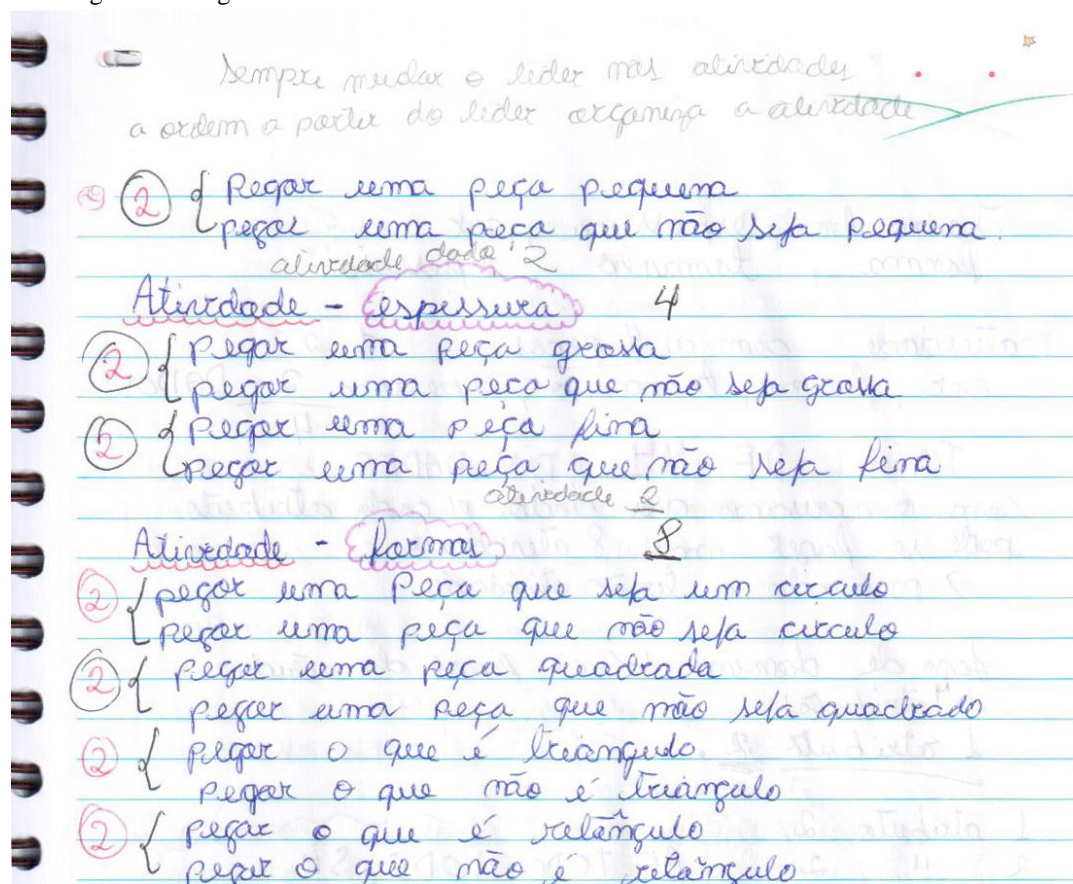 sempre mudar o lider nas atividades
a ordem a partir do lider organiza a atividade
2 { Pegar uma peça pequena
pegar uma peça que não seja pequena.
atividade dada 2
Atividade - espessura 4
2 { pegar uma peça grossa
pegar uma peça que não seja grossa
2 { pegar uma peça fina
pegar uma peça que não seja fina
atividade 2
Atividade - formas 8
2 { pegar uma peça que seja um circulo
pegar uma peça que não seja circulo
2 { pegar uma peça quadrada
pegar uma peça que não seja quadrado
2 { pegar o que é triângulo
pegar o que não é triângulo
2 { pegar o que é retângulo
pegar o que não é retângulo